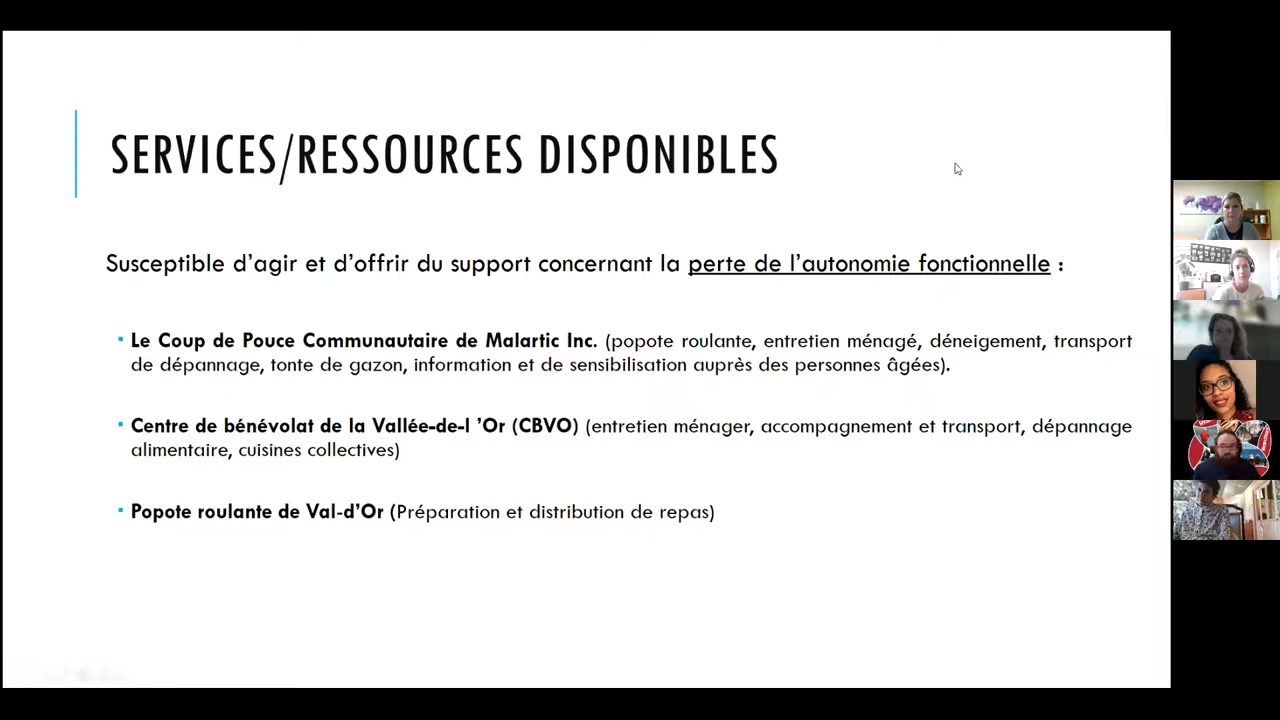 SERVICES/RESSOURCES DISPONIBLES
Susceptible d'agir et d'offrir du support concernant la perte de l'autonomie fonctionnelle :
▪ Le Coup de Pouce Communautaire de Malartic Inc. (popote roulante, entretien ménagé, déneigement, transport
de dépannage, tonte de gazon, information et de sensibilisation auprès des personnes âgées).
▪ Centre de bénévolat de la Vallée-de-l 'Or (CBVO) (entretien ménager, accompagnement et transport, dépannage
alimentaire, cuisines collectives)
▪ Popote roulante de Val-d'Or (Préparation et distribution de repas)